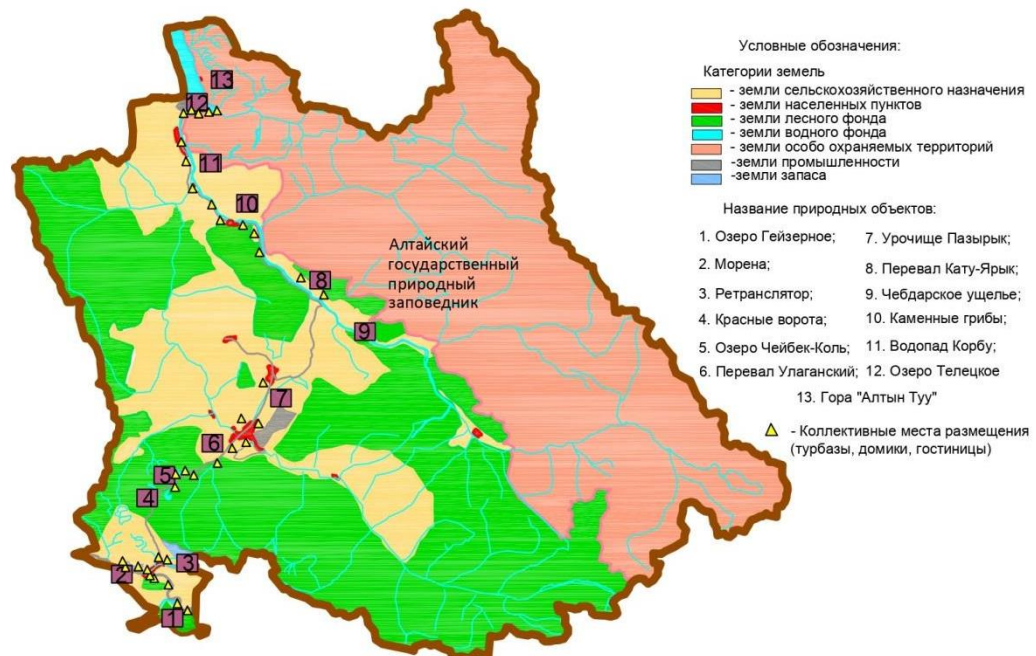 13
12
11
10
Алтайский
государственный
природный
заповедник
8
9
7
6
5
4
3
2
1
Условные обозначения:
Категории земель
- земли сельскохозяйственного назначения
- земли населенных пунктов
- земли лесного фонда
- земли водного фонда
- земли особо охраняемых территорий
-земли промышленности
-земли запаса
Название природных объектов:
1. Озеро Гейзерное;
2. Морена;
3. Ретранслятор;
4. Красные ворота;
5. Озеро Чейбек-Коль;
6. Перевал Улаганский;
7. Урочище Пазырык;
8. Перевал Кату-Ярык;
9. Чебдарское ущелье;
10. Каменные грибы;
11. Водопад Корбу;
12. Озеро Телецкое
13. Гора "Алтын Туу"
- Коллективные места размещения
(турбазы, домики, гостиницы)